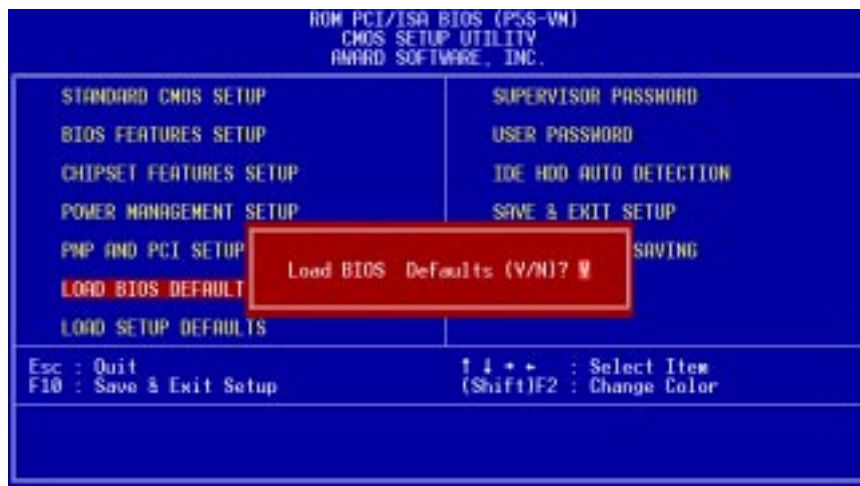 ROM PCI/ISA BIOS (P5S-VM)
CMOS SETUP UTILITY
AWARD SOFTWARE, INC.
STANDARD CMOS SETUP
BIOS FEATURES SETUP
CHIPSET FEATURES SETUP
POWER MANAGEMENT SETUP
PNP AND PCI SETUP
LOAD BIOS DEFAULT
LOAD SETUP DEFAULTS
SUPERVISOR PASSWORD
USER PASSWORD
IDE HDD AUTO DETECTION
SAVE & EXIT SETUP
SAVING
Load BIOS Defaults (Y/N)? Y
Esc : Quit
F10 : Save & Exit Setup
↑ ↓ → ← : Select Item
(Shift)F2 : Change Color